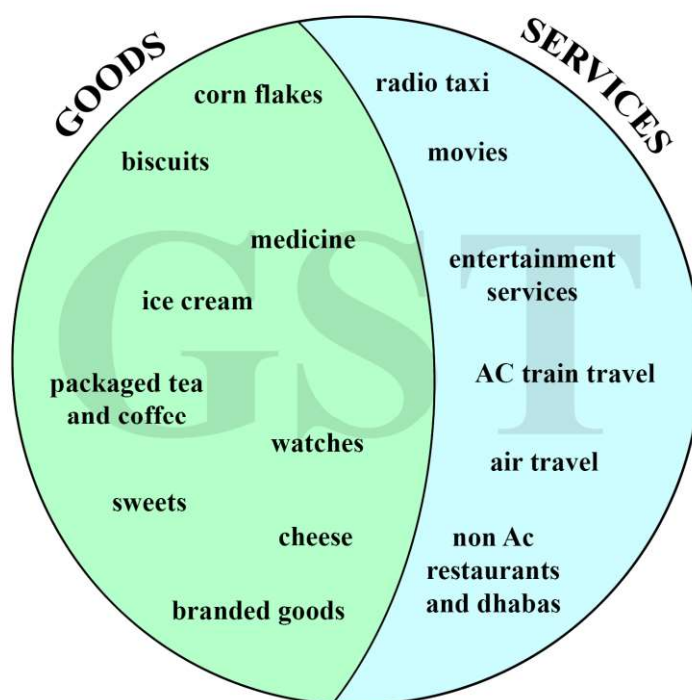 GOODS
SERVICES
GST
corn flakes
biscuits
medicine
ice cream
packaged tea
and coffee
watches
sweets
cheese
branded goods
radio taxi
movies
entertainment
services
AC train travel
air travel
non Ac
restaurants
and dhabas